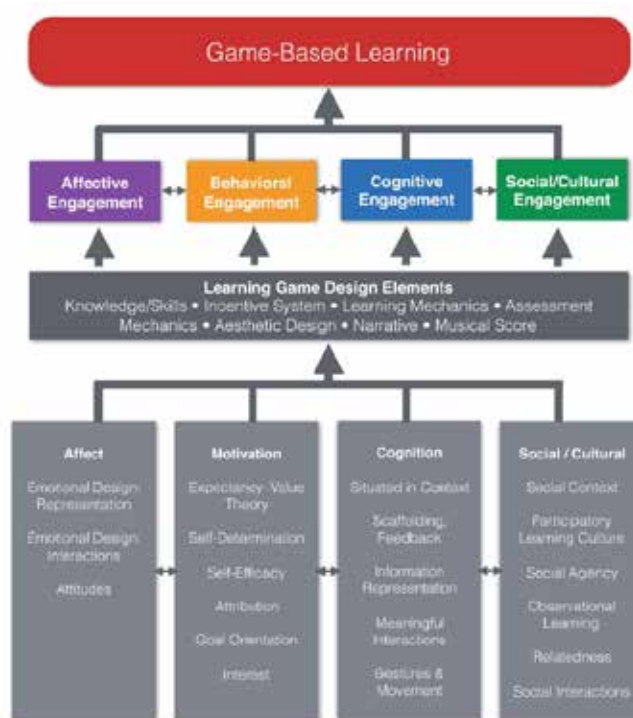 Game-Based Learning
Affective
Engagement
Behavioral
Engagement
Cognitive
Engagement
Social/Cultural
Engagement
Learning Game Design Elements
Knowledge/Skills • Incentive System • Learning Mechanics • Assessment
Mechanics • Aesthetic Design • Narrative • Musical Score
Affect
Emotional Design:
Representation
Emotional Design:
Interactions
Attitudes
Motivation
Expectancy-Value
Theory
Self-Determination
Self-Efficacy
Attribution
Goal Orientation
Interest
Cognition
Situated in Context
Scaffolding,
Feedback
Information
Representation
Meaningful
Interactions
Gestures &
Movement
Social / Cultural
Social Context
Participatory
Learning Culture
Social Agency
Observational
Learning
Relatedness
Social Interactions